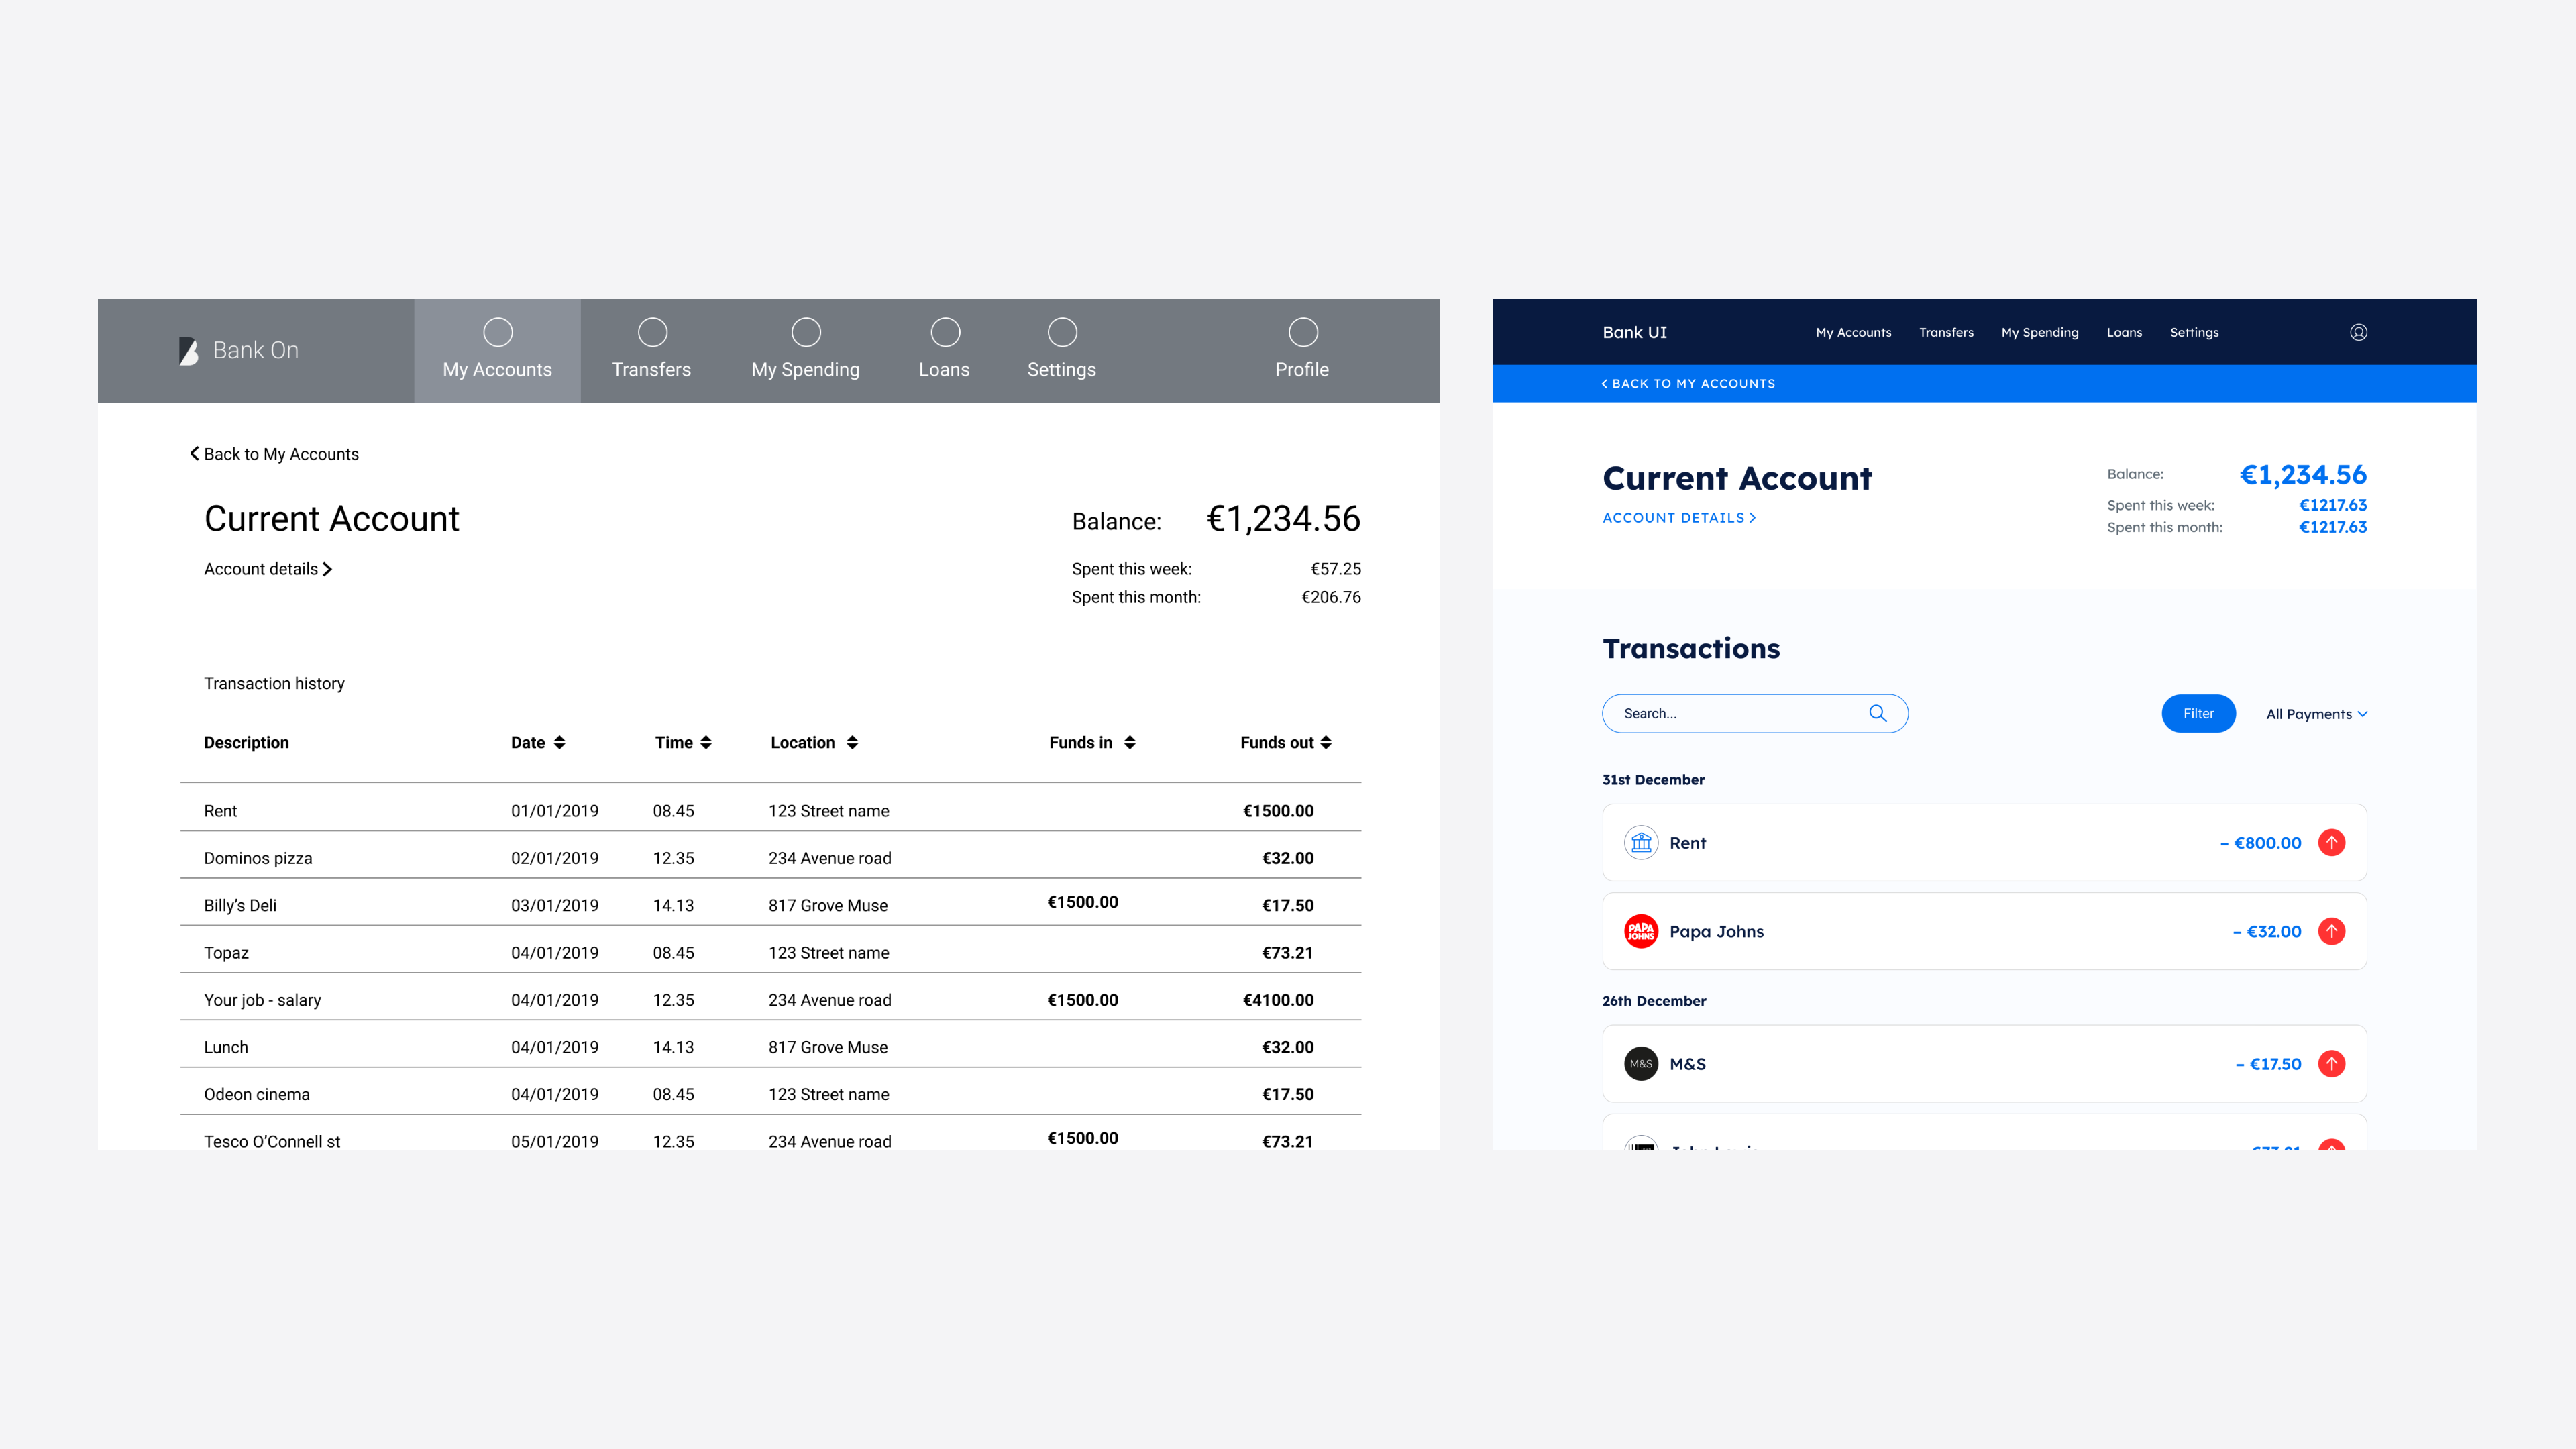 Bank On
My Accounts
Transfers
My Spending
Loans
Settings
Profile
Back to My Accounts
Current Account
Balance: €1,234.56
Account details
Spent this week: €57.25
Spent this month: €206.76
Transaction history
Description Date Time Location Funds in Funds out
Rent 01/01/2019 08.45 123 Street name €1500.00
Dominos pizza 02/01/2019 12.35 234 Avenue road €32.00
Billy’s Deli 03/01/2019 14.13 817 Grove Muse €1500.00 €17.50
Topaz 04/01/2019 08.45 123 Street name €73.21
Your job - salary 04/01/2019 12.35 234 Avenue road €1500.00 €4100.00
Lunch 04/01/2019 14.13 817 Grove Muse €32.00
Odeon cinema 04/01/2019 08.45 123 Street name €17.50
Tesco O’Connell st 05/01/2019 12.35 234 Avenue road €1500.00 €73.21
Bank UI
My Accounts Transfers My Spending Loans Settings
BACK TO MY ACCOUNTS
Current Account
ACCOUNT DETAILS
Balance: €1,234.56
Spent this week: €1217.63
Spent this month: €1217.63
Transactions
Search...
Filter
All Payments
31st December
Rent – €800.00
PAPA JOHNS
Papa Johns – €32.00
26th December
M&S
M&S – €17.50